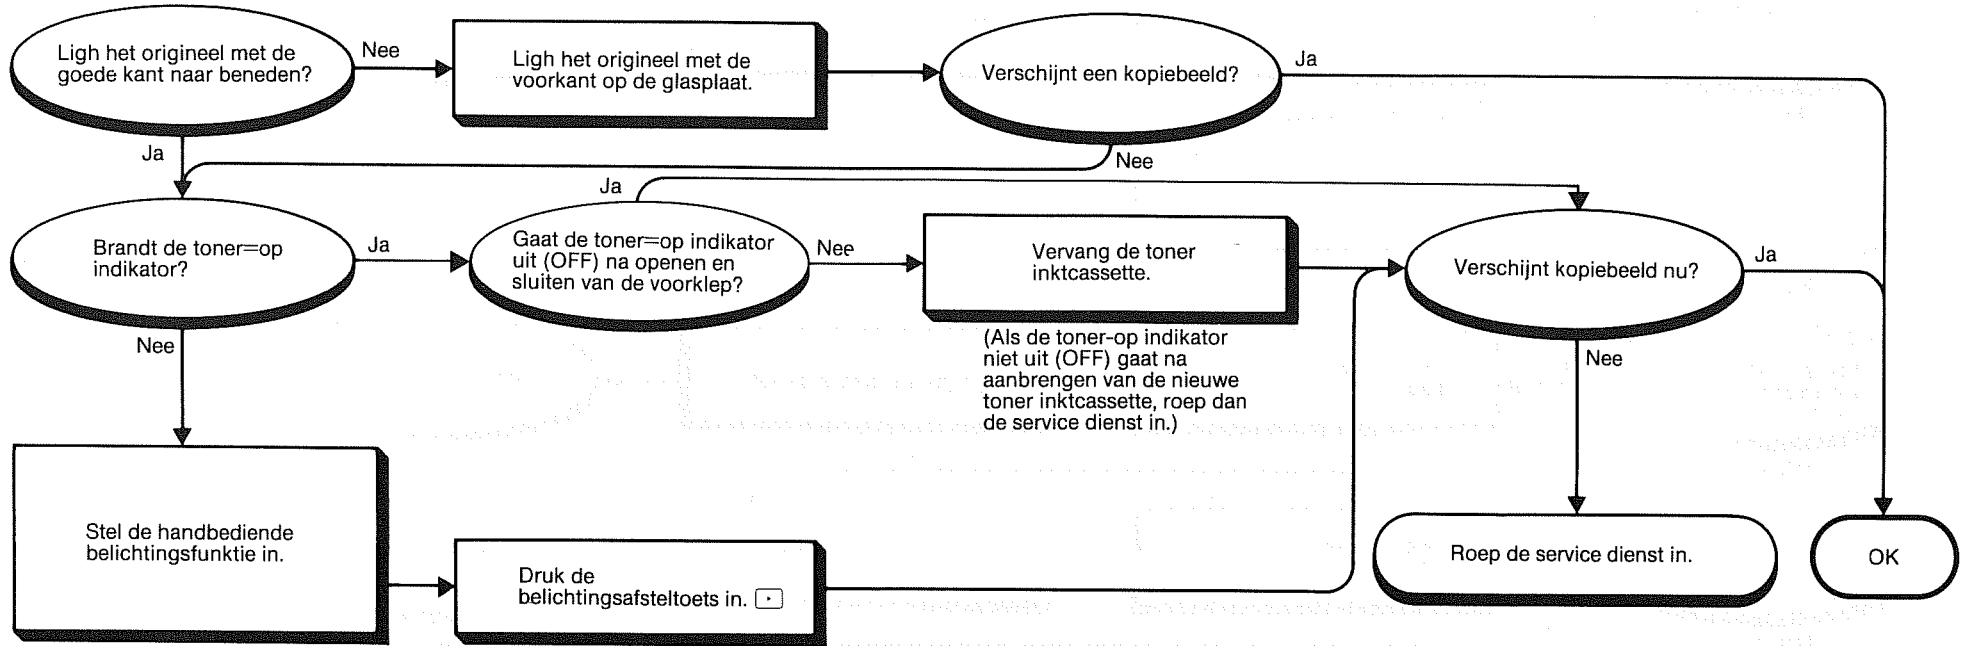 Ligh het origineel met de
goede kant naar beneden?
Nee
Ligh het origineel met de
voorkant op de glasplaat.
Verschijnt een kopiebeeld?
Ja
Ja
Nee
Ja
Brandt de toner=op
indikator?
Ja
Gaat de toner=op indikator
uit (OFF) na openen en
sluiten van de voorklep?
Nee
Vervang de toner
inktcassette.
(Als de toner-op indikator
niet uit (OFF) gaat na
aanbrengen van de nieuwe
toner inktcassette, roep dan
de service dienst in.)
Verschijnt kopiebeeld nu?
Ja
Nee
Nee
Stel de handbediende
belichtingsfunktie in.
Druk de
belichtingsafsteltoets in.
Roep de service dienst in.
OK